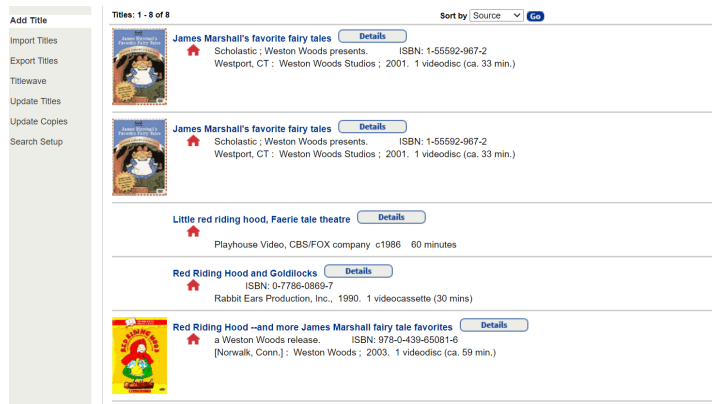 Add Title
Import Titles
Export Titles
Titlewave
Update Titles
Update Copies
Search Setup
Titles: 1 - 8 of 8 Sort by Source Go
James Marshall's favorite fairy tales Details
Scholastic ; Weston Woods presents. ISBN: 1-55592-967-2
Westport, CT : Weston Woods Studios ; 2001. 1 videodisc (ca. 33 min.)
James Marshall's favorite fairy tales Details
Scholastic ; Weston Woods presents. ISBN: 1-55592-967-2
Westport, CT : Weston Woods Studios ; 2001. 1 videodisc (ca. 33 min.)
Little red riding hood, Faerie tale theatre Details
Playhouse Video, CBS/FOX company c1986 60 minutes
Red Riding Hood and Goldilocks Details
ISBN: 0-7786-0869-7
Rabbit Ears Production, Inc., 1990. 1 videocassette (30 mins)
RED RIDING HOOD
Red Riding Hood --and more James Marshall fairy tale favorites Details
a Weston Woods release. ISBN: 978-0-439-65081-6
[Norwalk, Conn.] : Weston Woods ; 2003. 1 videodisc (ca. 59 min.)